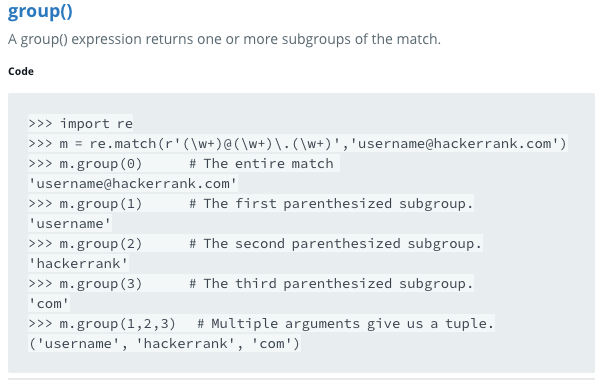 group()
A group() expression returns one or more subgroups of the match.
Code
>>> import re
>>> m = re.match(r'(\w+)@(\w+)\.(\w+)','username@hackerrank.com')
>>> m.group(0)      # The entire match
'username@hackerrank.com'
>>> m.group(1)      # The first parenthesized subgroup.
'username'
>>> m.group(2)      # The second parenthesized subgroup.
'hackerrank'
>>> m.group(3)      # The third parenthesized subgroup.
'com'
>>> m.group(1,2,3)  # Multiple arguments give us a tuple.
('username', 'hackerrank', 'com')